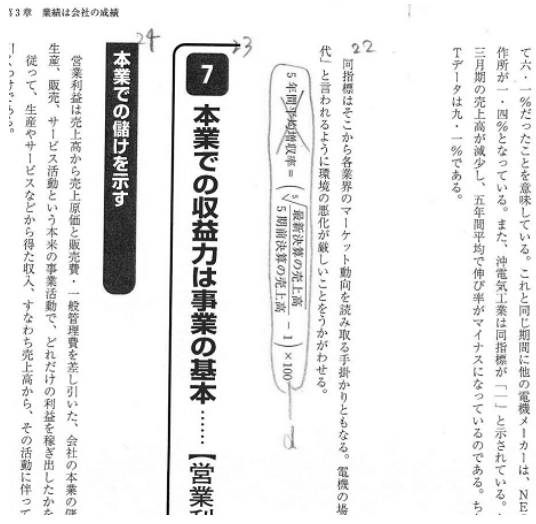 第3章 業績は会社の成績
て六・一%だったことを意味している。これと同じ期間に他の電機メーカーは、NE
作所が一・四%となっている。また、沖電気工業は同指標が「―」と示されている。
三月期の売上高が減少し、五年間平均で伸び率がマイナスになっているのである。ち
Tデータは九・一%である。
22
同指標はそこから各業界のマーケット動向を読み取る手掛かりともなる。電機の場
代」と言われるように環境の悪化が厳しいことをうかがわせる。
5年間平均増収率=(5√最新決算の売上高/5期前決算の売上高 − 1)×100
d
23
7 本業での収益力は事業の基本……【営業利
24
本業での儲けを示す
営業利益は売上高から売上原価と販売費・一般管理費を差し引いた、会社の本業の儲
生産、販売、サービス活動という本来の事業活動で、どれだけの利益を稼ぎ出したかを
従って、生産やサービスなどから得た収入、すなわち売上高から、その活動に伴って